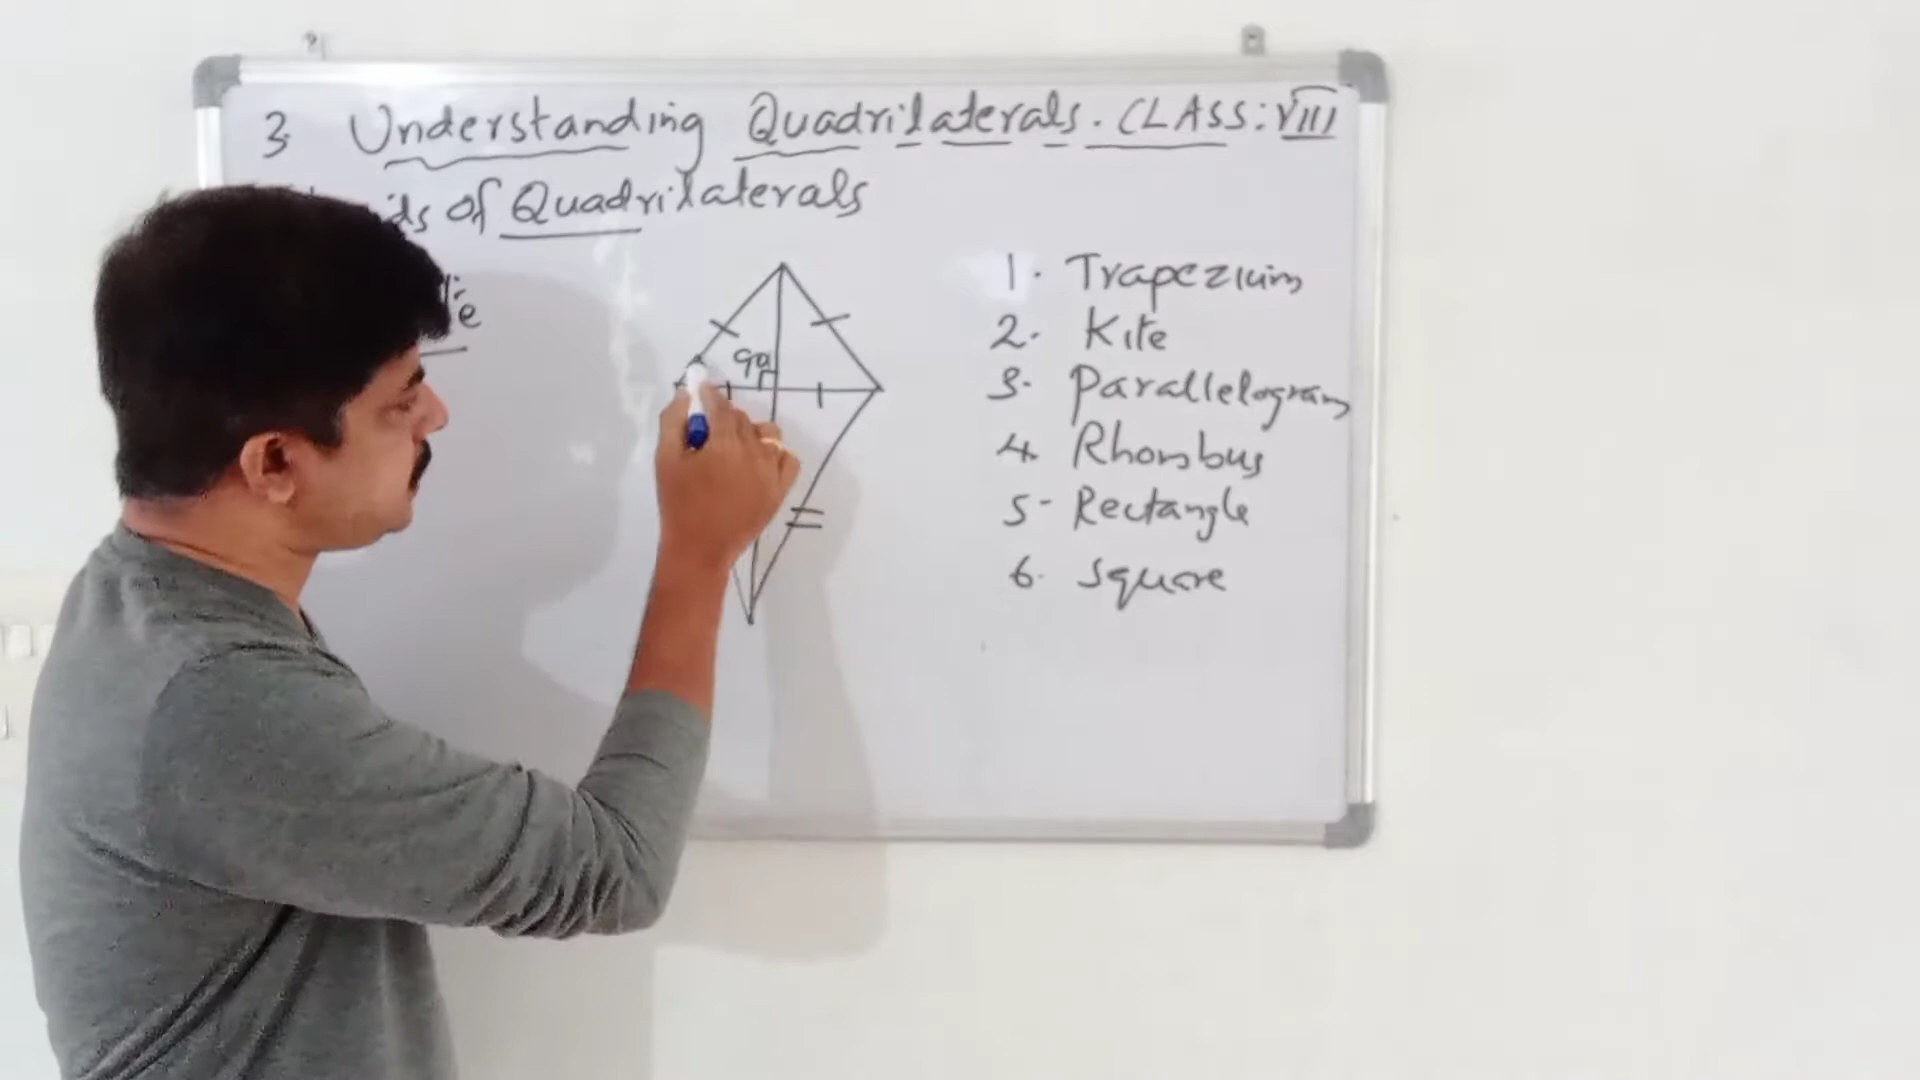 3. Understanding Quadrilaterals. CLASS: VIII
of Quadrilaterals
90
1. Trapezium
2. Kite
3. Parallelogram
4. Rhombus
5- Rectangle
6. Square